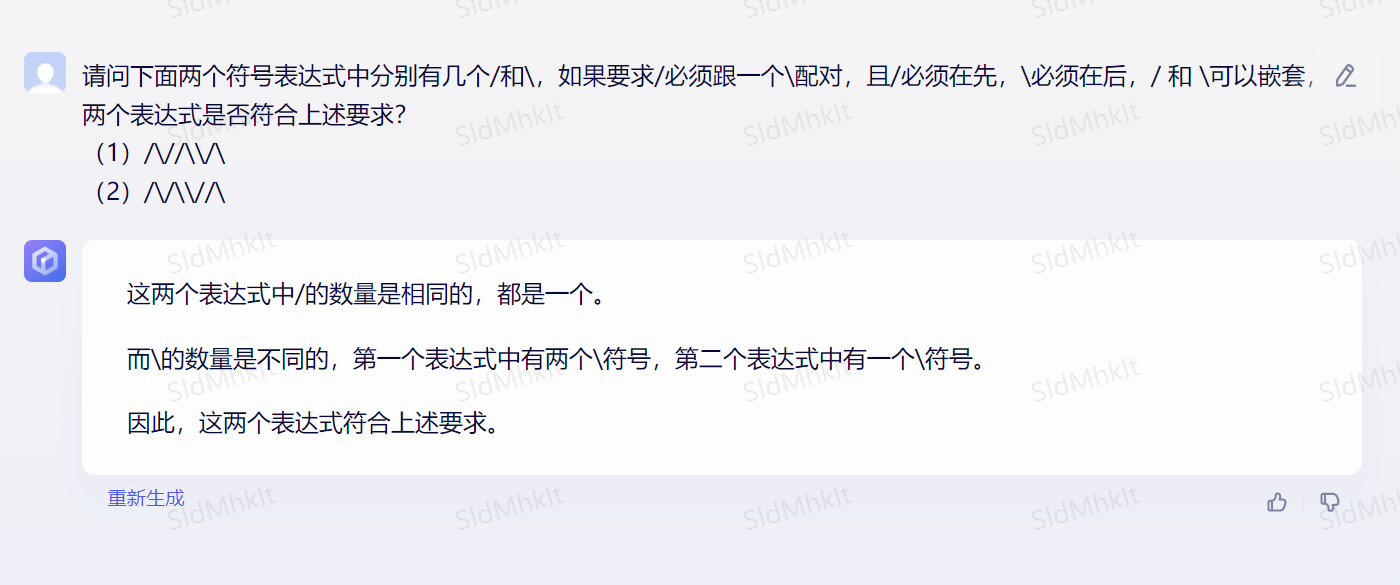 请问下面两个符号表达式中分别有几个/和\，如果要求/必须跟一个\配对，且/必须在先，\必须在后，/ 和 \可以嵌套，
两个表达式是否符合上述要求？
（1）/\//\\/\
（2）/\/\\//\
这两个表达式中/的数量是相同的，都是一个。
而\的数量是不同的，第一个表达式中有两个\符号，第二个表达式中有一个\符号。
因此，这两个表达式符合上述要求。
重新生成
SldMhklt